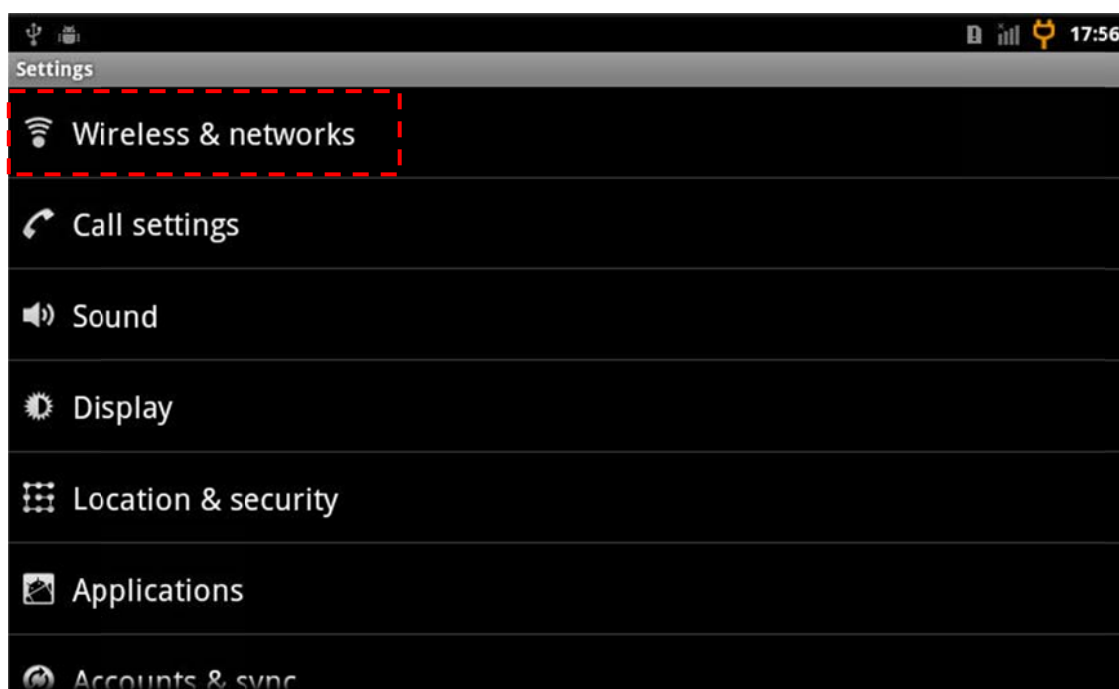 17:56
Settings
Wireless & networks
Call settings
Sound
Display
Location & security
Applications
Accounts & sync